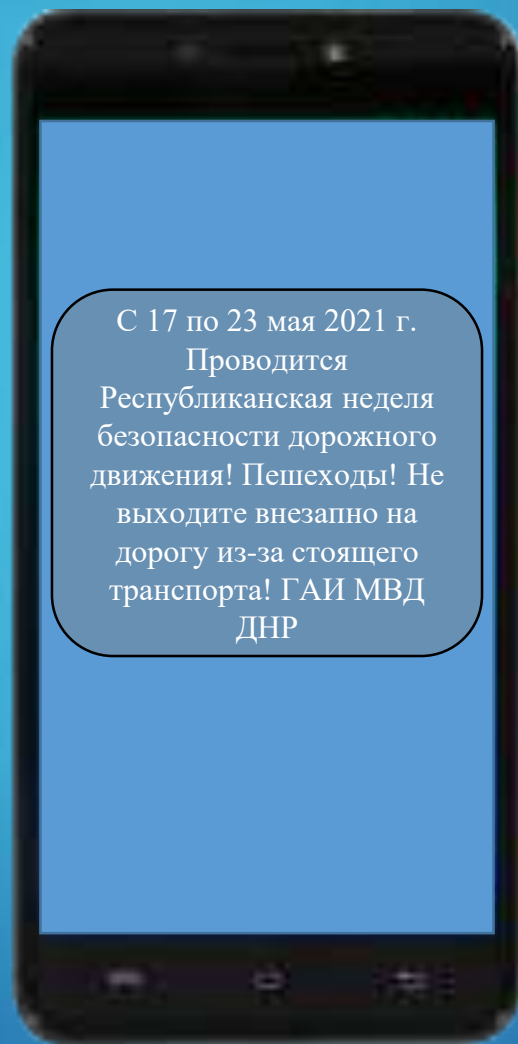 С 17 по 23 мая 2021 г.
Проводится
Республиканская неделя
безопасности дорожного
движения! Пешеходы! Не
выходите внезапно на
дорогу из-за стоящего
транспорта! ГАИ МВД
ДНР